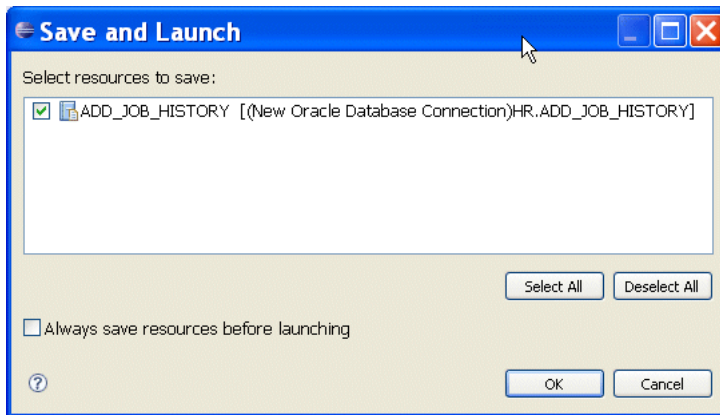 Save and Launch
Select resources to save:
ADD_JOB_HISTORY [(New Oracle Database Connection)HR.ADD_JOB_HISTORY]
Select All Deselect All
Always save resources before launching
OK Cancel